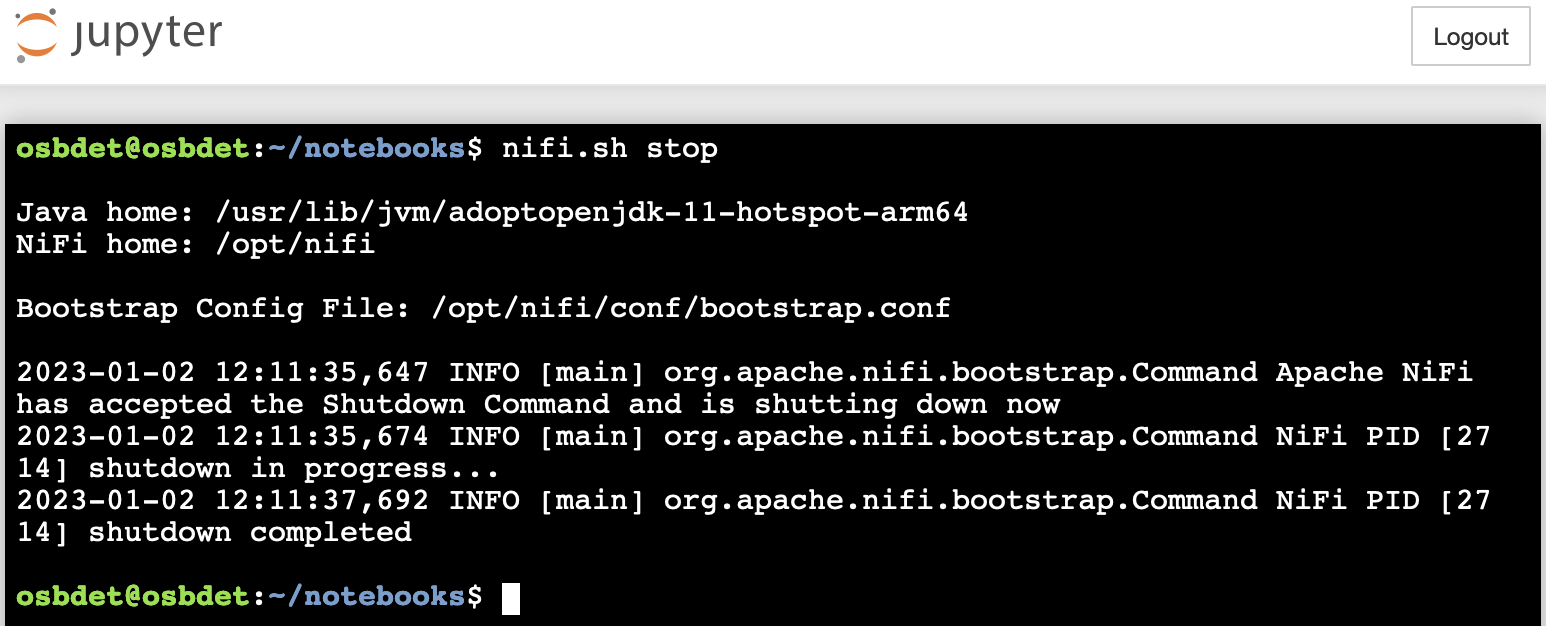 jupyter
Logout
osbdet@osbdet:~/notebooks$ nifi.sh stop
Java home: /usr/lib/jvm/adoptopenjdk-11-hotspot-arm64
NiFi home: /opt/nifi
Bootstrap Config File: /opt/nifi/conf/bootstrap.conf
2023-01-02 12:11:35,647 INFO [main] org.apache.nifi.bootstrap.Command Apache NiFi
has accepted the Shutdown Command and is shutting down now
2023-01-02 12:11:35,674 INFO [main] org.apache.nifi.bootstrap.Command NiFi PID [27
14] shutdown in progress...
2023-01-02 12:11:37,692 INFO [main] org.apache.nifi.bootstrap.Command NiFi PID [27
14] shutdown completed
osbdet@osbdet:~/notebooks$